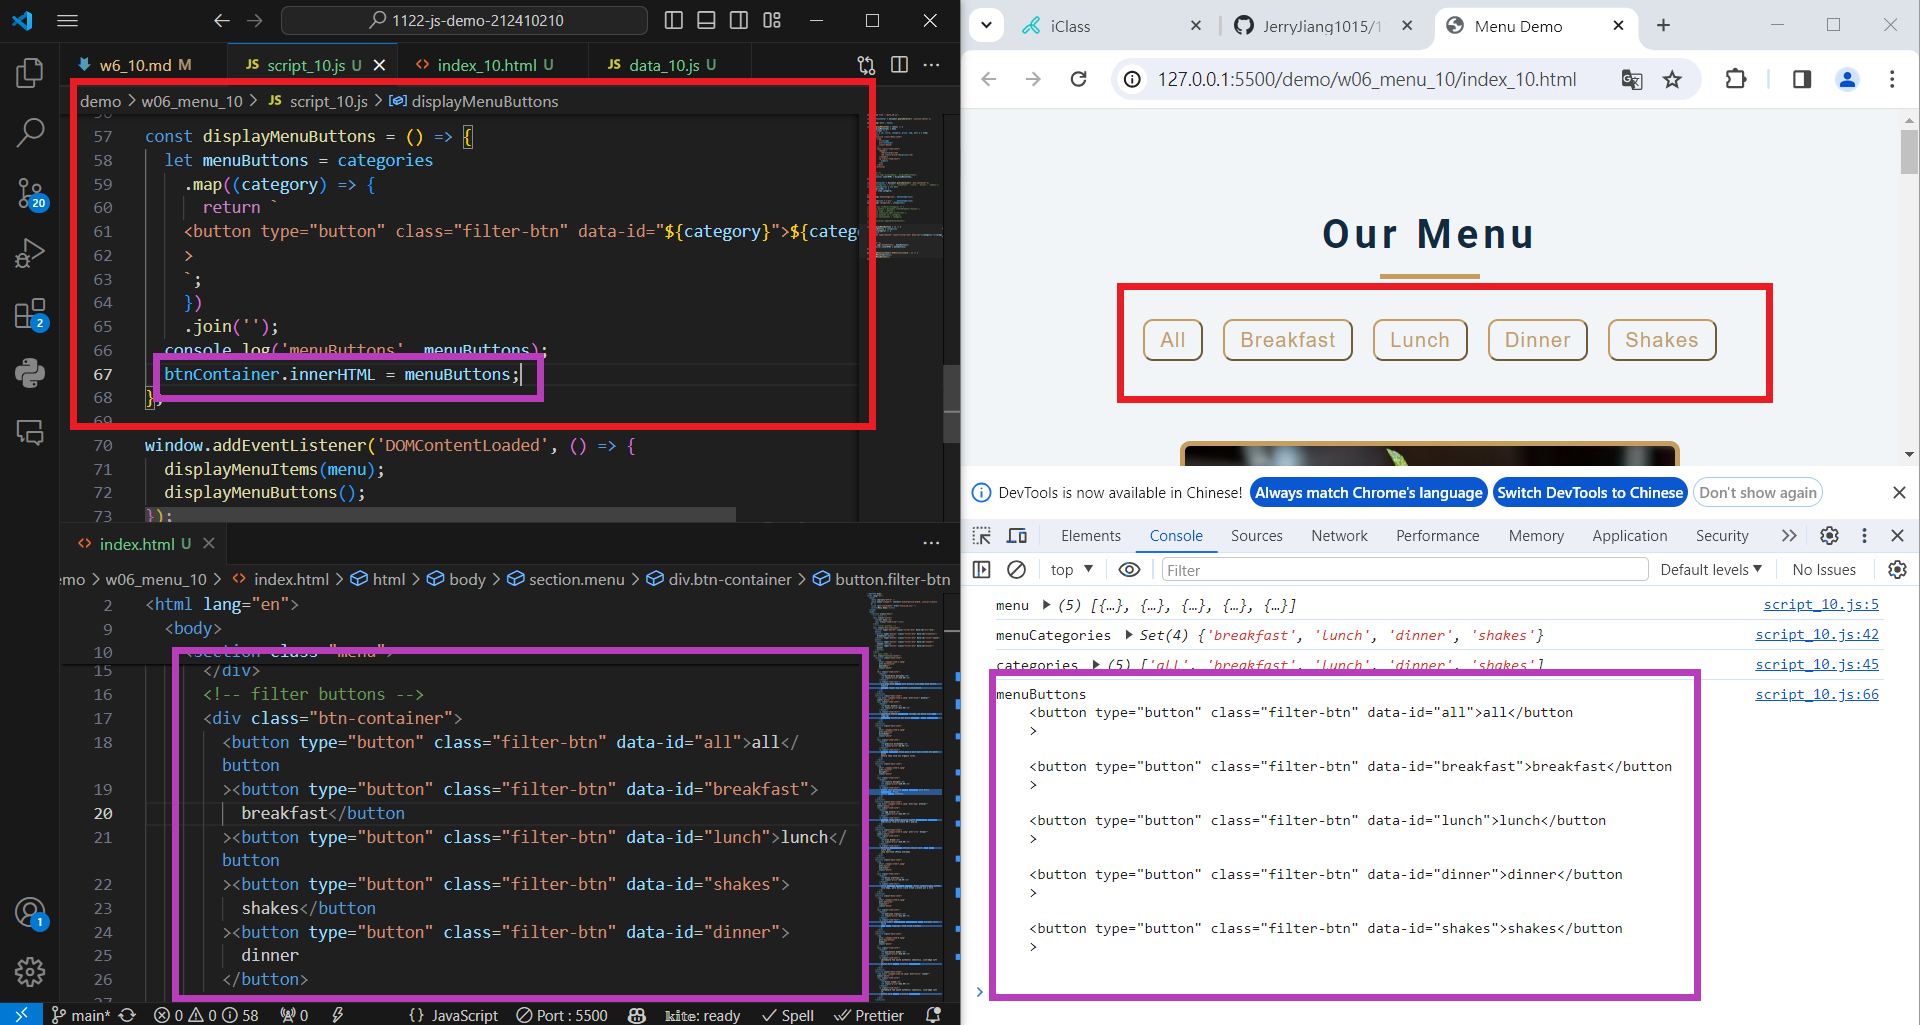 1122-js-demo-212410210
w6_10.md M
JS script_10.js U
index_10.html U
JS data_10.js U
demo > w06_menu_10 > JS script_10.js > displayMenuButtons
57 const displayMenuButtons = () => {
58 let menuButtons = categories
59 .map((category) => {
60 return `
61 <button type="button" class="filter-btn" data-id="${category}">${categ
62 >
63 `;
64 })
65 .join('');
66 console.log('menuButtons', menuButtons);
67 btnContainer.innerHTML = menuButtons;
68 };
69
70 window.addEventListener('DOMContentLoaded', () => {
71 displayMenuItems(menu);
72 displayMenuButtons();
73 });
index.html U
emo > w06_menu_10 > index.html > html > body > section.menu > div.btn-container > button.filter-btn
2 <html lang="en">
9 <body>
10 <section class="menu">
15 </div>
16 <!-- filter buttons -->
17 <div class="btn-container">
18 <button type="button" class="filter-btn" data-id="all">all</
button
19 ><button type="button" class="filter-btn" data-id="breakfast">
20 breakfast</button
21 ><button type="button" class="filter-btn" data-id="lunch">lunch</
button
22 ><button type="button" class="filter-btn" data-id="shakes">
23 shakes</button
24 ><button type="button" class="filter-btn" data-id="dinner">
25 dinner
26 </button>
20
2
1
main* 0 0 58 0 {} JavaScript Port : 5500 kite: ready Spell Prettier
iClass
JerryJiang1015/1
Menu Demo
127.0.0.1:5500/demo/w06_menu_10/index_10.html
Our Menu
All
Breakfast
Lunch
Dinner
Shakes
DevTools is now available in Chinese! Always match Chrome's language Switch DevTools to Chinese Don't show again
Elements Console Sources Network Performance Memory Application Security
top Filter Default levels No Issues
menu (5) [{…}, {…}, {…}, {…}, {…}] script_10.js:5
menuCategories Set(4) {'breakfast', 'lunch', 'dinner', 'shakes'} script_10.js:42
categories (5) ['all', 'breakfast', 'lunch', 'dinner', 'shakes'] script_10.js:45
menuButtons script_10.js:66
<button type="button" class="filter-btn" data-id="all">all</button
>
<button type="button" class="filter-btn" data-id="breakfast">breakfast</button
>
<button type="button" class="filter-btn" data-id="lunch">lunch</button
>
<button type="button" class="filter-btn" data-id="dinner">dinner</button
>
<button type="button" class="filter-btn" data-id="shakes">shakes</button
>